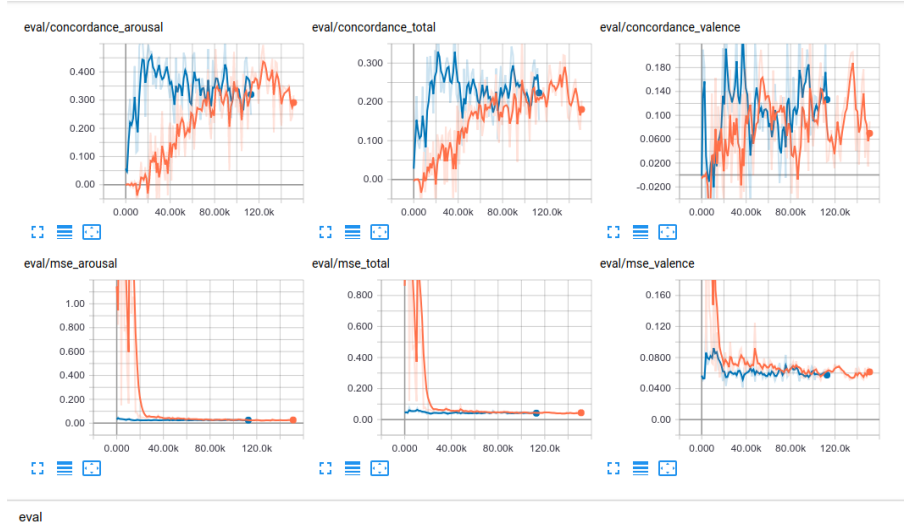 eval/concordance_arousal
0.400
0.300
0.200
0.100
0.00
0.000 40.00k 80.00k 120.0k
eval/concordance_total
0.300
0.200
0.100
0.00
0.000 40.00k 80.00k 120.0k
eval/concordance_valence
0.180
0.140
0.100
0.0600
0.0200
-0.0200
0.000 40.00k 80.00k 120.0k
eval/mse_arousal
1.00
0.800
0.600
0.400
0.200
0.00
0.000 40.00k 80.00k 120.0k
eval/mse_total
0.800
0.600
0.400
0.200
0.00
0.000 40.00k 80.00k 120.0k
eval/mse_valence
0.160
0.120
0.0800
0.0400
0.00
0.000 40.00k 80.00k 120.0k
eval